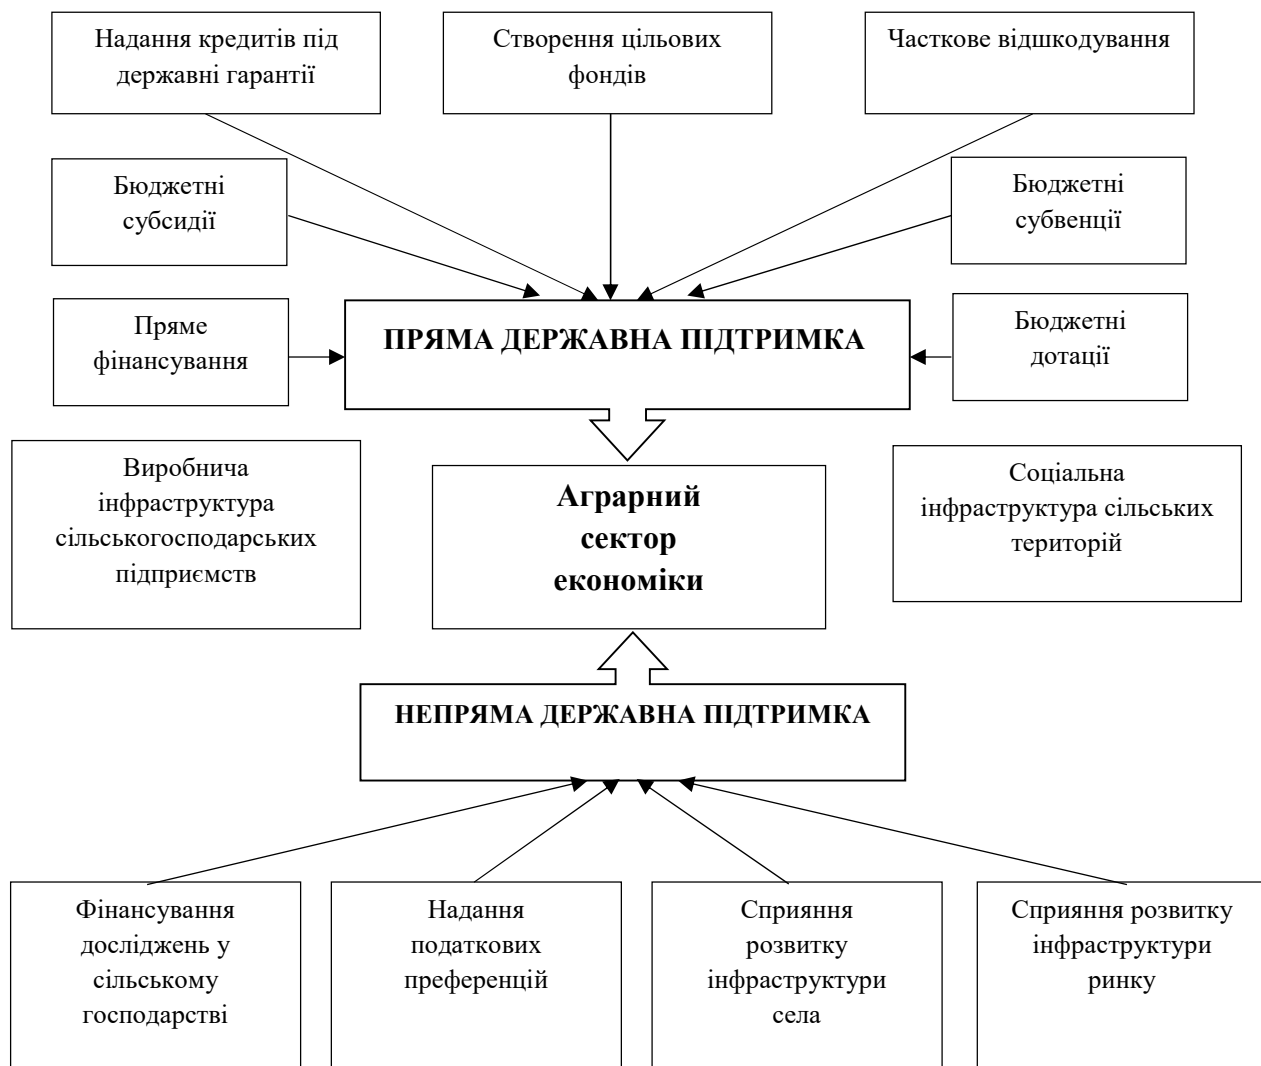 Надання кредитів під
державні гарантії
Створення цільових
фондів
Часткове відшкодування
Бюджетні
субсидії
Бюджетні
субвенції
Пряме
фінансування
ПРЯМА ДЕРЖАВНА ПІДТРИМКА
Бюджетні
дотації
Виробнича
інфраструктура
сільськогосподарських
підприємств
Аграрний
сектор
економіки
Соціальна
інфраструктура сільських
територій
НЕПРЯМА ДЕРЖАВНА ПІДТРИМКА
Фінансування
досліджень у
сільському
господарстві
Надання
податкових
преференцій
Сприяння
розвитку
інфраструктури
села
Сприяння розвитку
інфраструктури
ринку